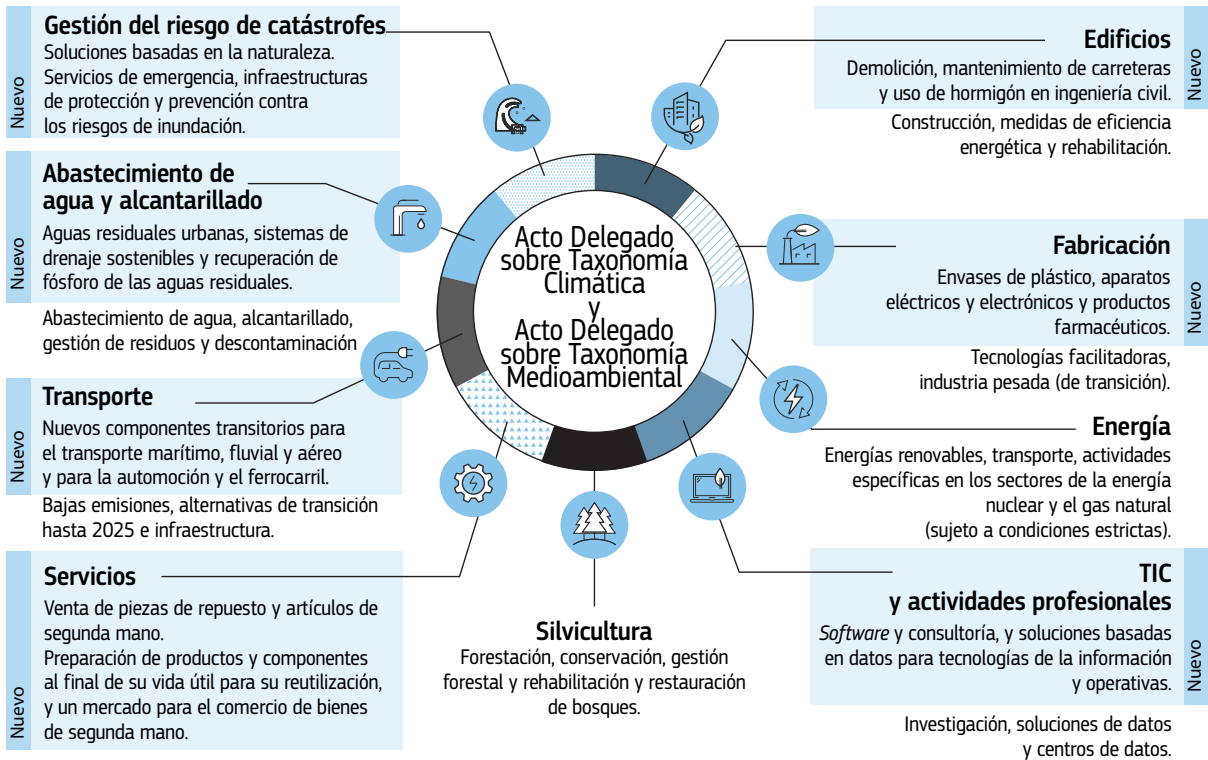 Gestión del riesgo de catástrofes
Soluciones basadas en la naturaleza.
Servicios de emergencia, infraestructuras
de protección y prevención contra
los riesgos de inundación.
Nuevo
Abastecimiento de
agua y alcantarillado
Aguas residuales urbanas, sistemas de
drenaje sostenibles y recuperación de
fósforo de las aguas residuales.
Nuevo
Abastecimiento de agua, alcantarillado,
gestión de residuos y descontaminación
Transporte
Nuevos componentes transitorios para
el transporte marítimo, fluvial y aéreo
y para la automoción y el ferrocarril.
Nuevo
Bajas emisiones, alternativas de transición
hasta 2025 e infraestructura.
Servicios
Venta de piezas de repuesto y artículos de
segunda mano.
Preparación de productos y componentes
al final de su vida útil para su reutilización,
y un mercado para el comercio de bienes
de segunda mano.
Nuevo
Acto Delegado
sobre Taxonomía
Climática
y
Acto Delegado
sobre Taxonomía
Medioambiental
Silvicultura
Forestación, conservación, gestión
forestal y rehabilitación y restauración
de bosques.
Edificios
Demolición, mantenimiento de carreteras
y uso de hormigón en ingeniería civil.
Nuevo
Construcción, medidas de eficiencia
energética y rehabilitación.
Fabricación
Envases de plástico, aparatos
eléctricos y electrónicos y productos
farmacéuticos.
Nuevo
Tecnologías facilitadoras,
industria pesada (de transición).
Energía
Energías renovables, transporte, actividades
específicas en los sectores de la energía
nuclear y el gas natural
(sujeto a condiciones estrictas).
TIC
y actividades profesionales
Software y consultoría, y soluciones basadas
en datos para tecnologías de la información
y operativas.
Nuevo
Investigación, soluciones de datos
y centros de datos.